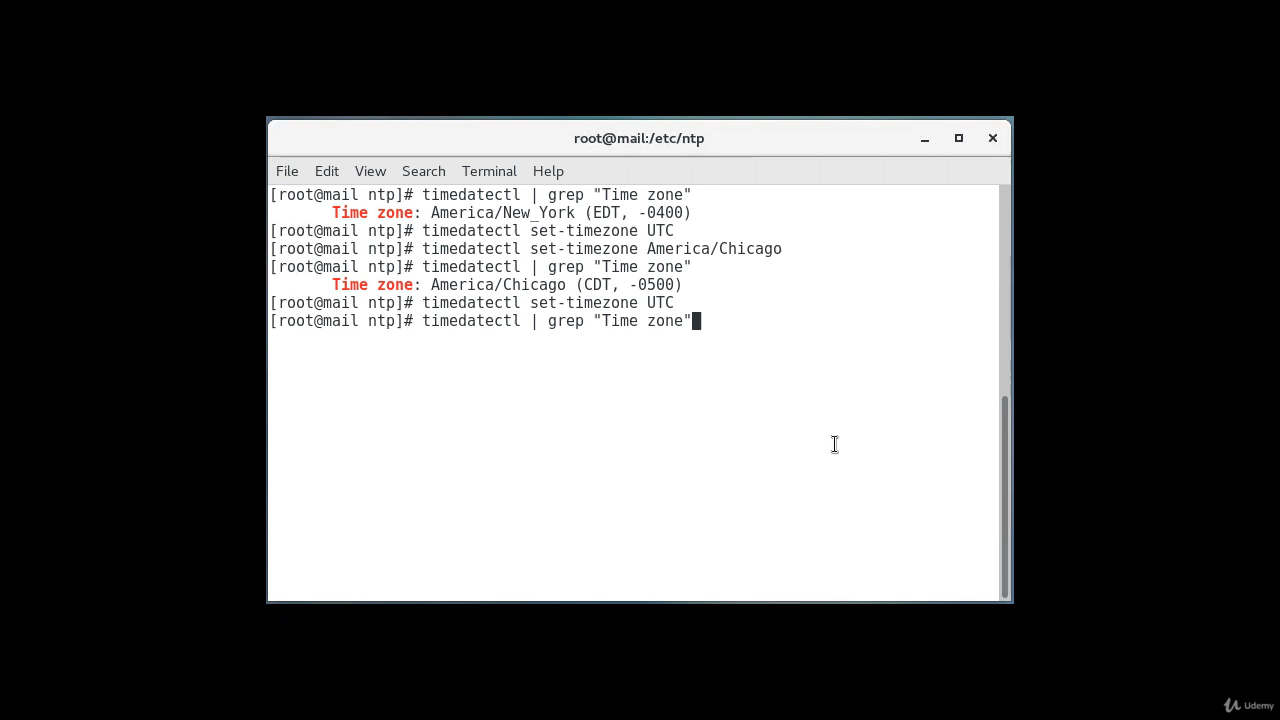 root@mail:/etc/ntp
File Edit View Search Terminal Help
[root@mail ntp]# timedatectl | grep "Time zone"
       Time zone: America/New_York (EDT, -0400)
[root@mail ntp]# timedatectl set-timezone UTC
[root@mail ntp]# timedatectl set-timezone America/Chicago
[root@mail ntp]# timedatectl | grep "Time zone"
       Time zone: America/Chicago (CDT, -0500)
[root@mail ntp]# timedatectl set-timezone UTC
[root@mail ntp]# timedatectl | grep "Time zone"
Udemy